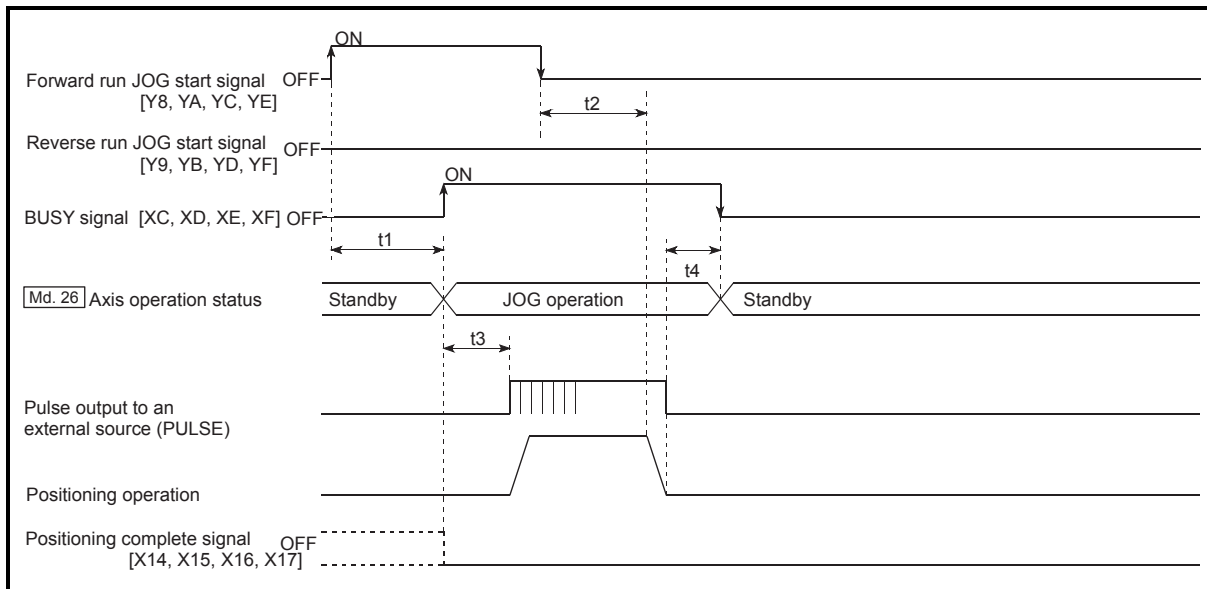 ON
Forward run JOG start signal OFF
[Y8, YA, YC, YE]
t2
Reverse run JOG start signal OFF
[Y9, YB, YD, YF]
ON
BUSY signal [XC, XD, XE, XF] OFF
t1
t4
Md. 26 Axis operation status Standby JOG operation Standby
t3
Pulse output to an
external source (PULSE)
Positioning operation
Positioning complete signal OFF
[X14, X15, X16, X17]